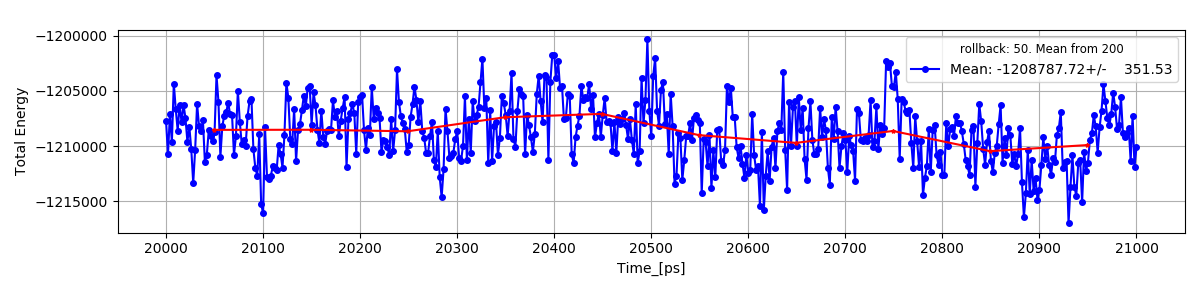 rollback: 50. Mean from 200
Mean: -1208787.72+/- 351.53
Total Energy
−1200000
−1205000
−1210000
−1215000
20000 20100 20200 20300 20400 20500 20600 20700 20800 20900 21000
Time_[ps]